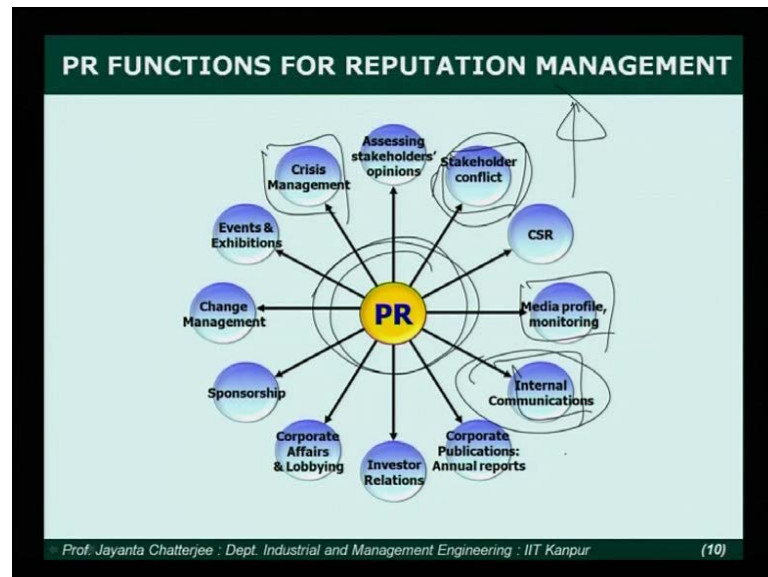 PR FUNCTIONS FOR REPUTATION MANAGEMENT
Assessing
stakeholders'
opinions
Stakeholder
conflict
CSR
Media profile,
monitoring
Internal
Communications
Corporate
Publications:
Annual reports
Investor
Relations
Corporate
Affairs
& Lobbying
Sponsorship
Change
Management
Events &
Exhibitions
Crisis
Management
PR
Prof. Jayanta Chatterjee : Dept. Industrial and Management Engineering : IIT Kanpur
(10)